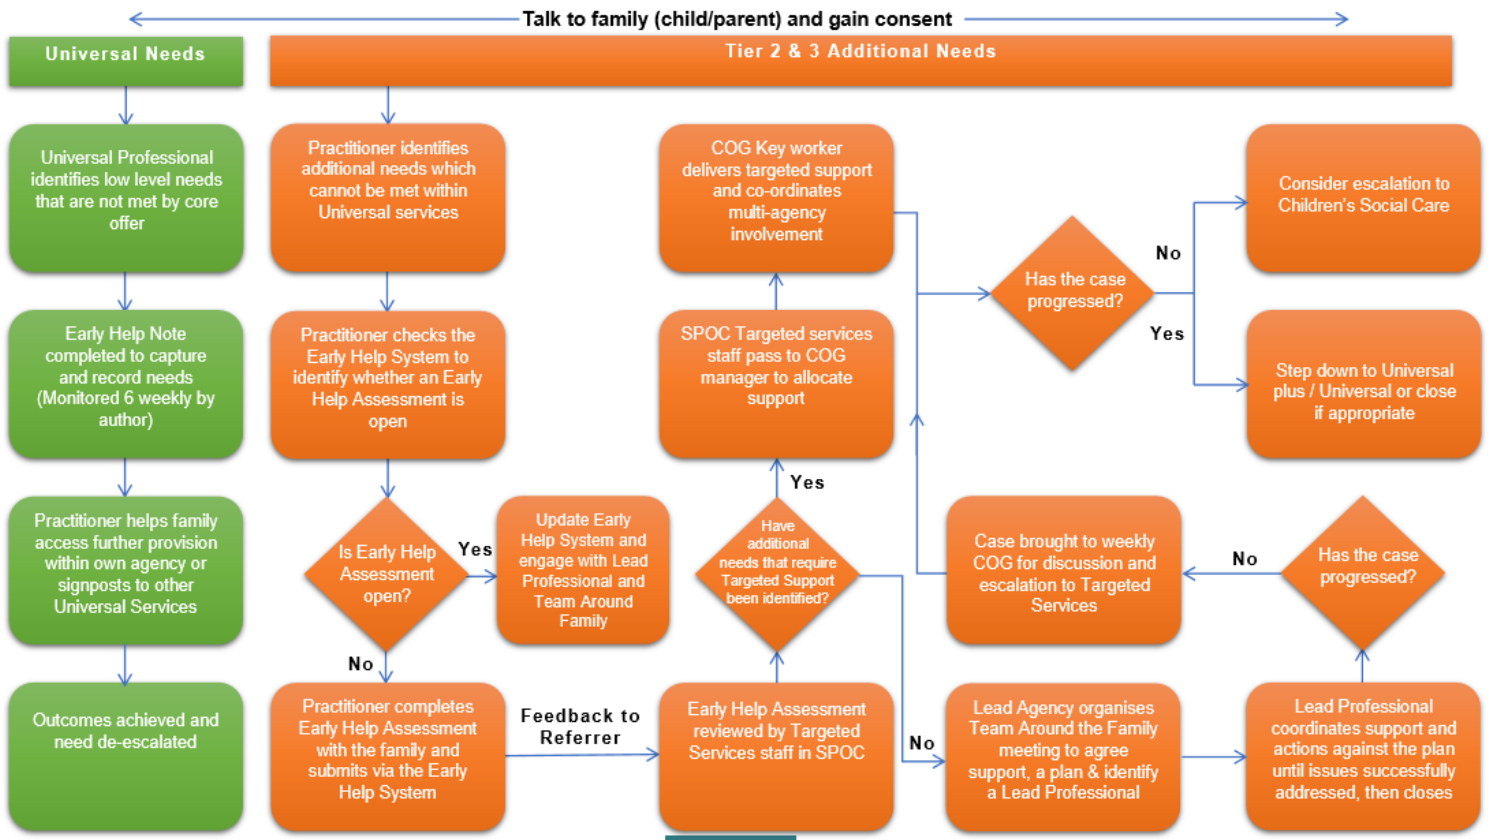 Talk to family (child/parent) and gain consent
Universal Needs
Tier 2 & 3 Additional Needs
Universal Professional
identifies low level needs
that are not met by core
offer
Early Help Note
completed to capture
and record needs
(Monitored 6 weekly by
author)
Practitioner helps family
access further provision
within own agency or
signposts to other
Universal Services
Outcomes achieved and
need de-escalated
Practitioner identifies
additional needs which
cannot be met within
Universal services
Practitioner checks the
Early Help System to
identify whether an Early
Help Assessment is
open
Is Early Help
Assessment
open?
Yes
Update Early
Help System and
engage with Lead
Professional and
Team Around
Family
No
Practitioner completes
Early Help Assessment
with the family and
submits via the Early
Help System
Feedback to
Referrer
Early Help Assessment
reviewed by Targeted
Services staff in SPOC
Have
additional
needs that require
Targeted Support
been identified?
Yes
SPOC Targeted services
staff pass to COG
manager to allocate
support
COG Key worker
delivers targeted support
and co-ordinates
multi-agency
involvement
No
Lead Agency organises
Team Around the Family
meeting to agree
support, a plan & identify
a Lead Professional
Lead Professional
coordinates support and
actions against the plan
until issues successfully
addressed, then closes
Has the case
progressed?
No
Case brought to weekly
COG for discussion and
escalation to Targeted
Services
Has the case
progressed?
No
Consider escalation to
Children's Social Care
Yes
Step down to Universal
plus / Universal or close
if appropriate